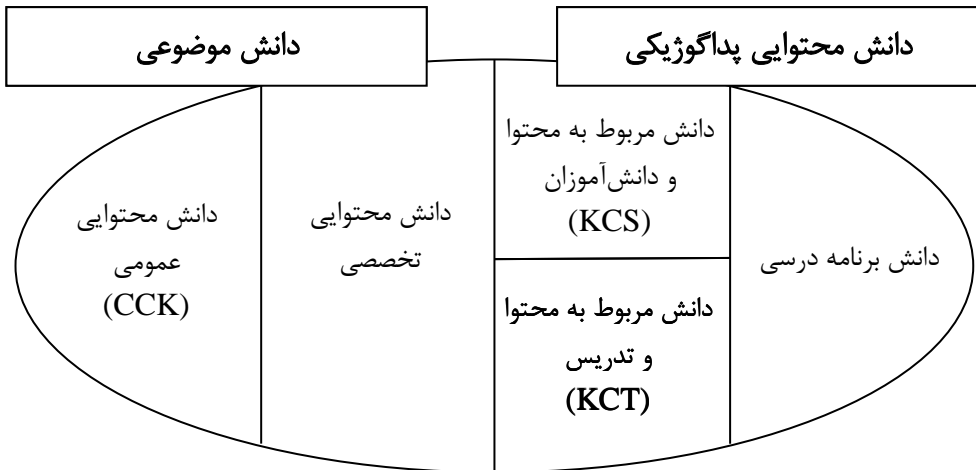 دانش محتوایی پداگوژیکی
دانش موضوعی
دانش برنامه درسی
دانش مربوط به محتوا
و دانش‌آموزان
(KCS)
دانش مربوط به محتوا
و تدریس
(KCT)
دانش محتوایی
تخصصی
دانش محتوایی
عمومی
(CCK)